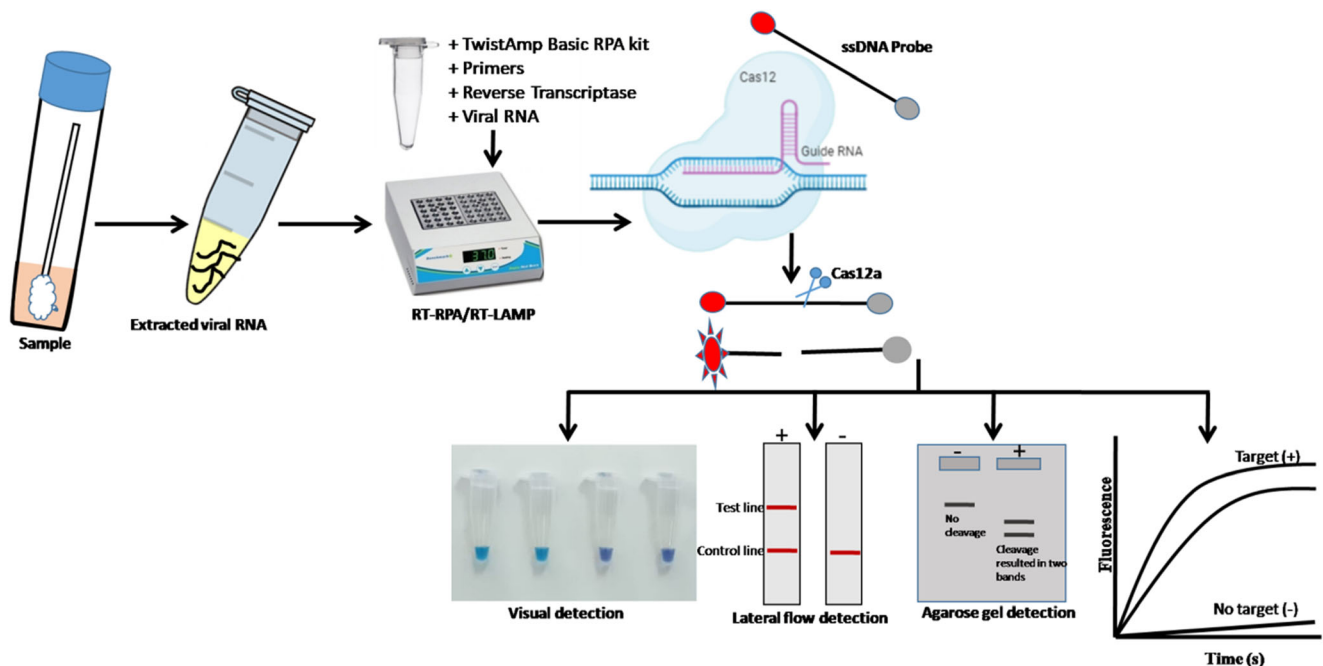 + TwistAmp Basic RPA kit
+ Primers
+ Reverse Transcriptase
+ Viral RNA
ssDNA Probe
Cas12
Guide RNA
37.0
Sample
Extracted viral RNA
RT-RPA/RT-LAMP
Cas12a
+
-
Test line
Control line
-
+
No
cleavage
Cleavage
resulted in two
bands
Fluorescence
Target (+)
No target (-)
Time (s)
Visual detection
Lateral flow detection
Agarose gel detection